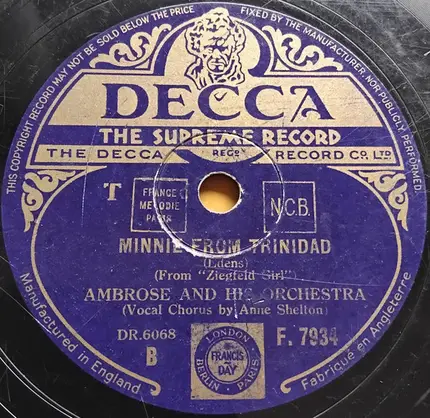 THIS COPYRIGHT RECORD MAY NOT BE SOLD BELOW THE PRICE
FIXED BY THE MANUFACTURER, NOR PUBLICLY PERFORMED.
DECCA
THE SUPREME RECORD
THE DECCA REGD RECORD CO. LTD
T
FRANCE
MELODIE
PARIS
N.C.B.
MINNIE FROM TRINIDAD
(Edens)
(From "Ziegfeld Girl")
AMBROSE AND HIS ORCHESTRA
(Vocal Chorus by Anne Shelton)
DR.6068
B
F. 7934
LONDON
FRANCIS
DAY
BERLIN - PARIS
Manufactured in England
Fabriqué en Angleterre